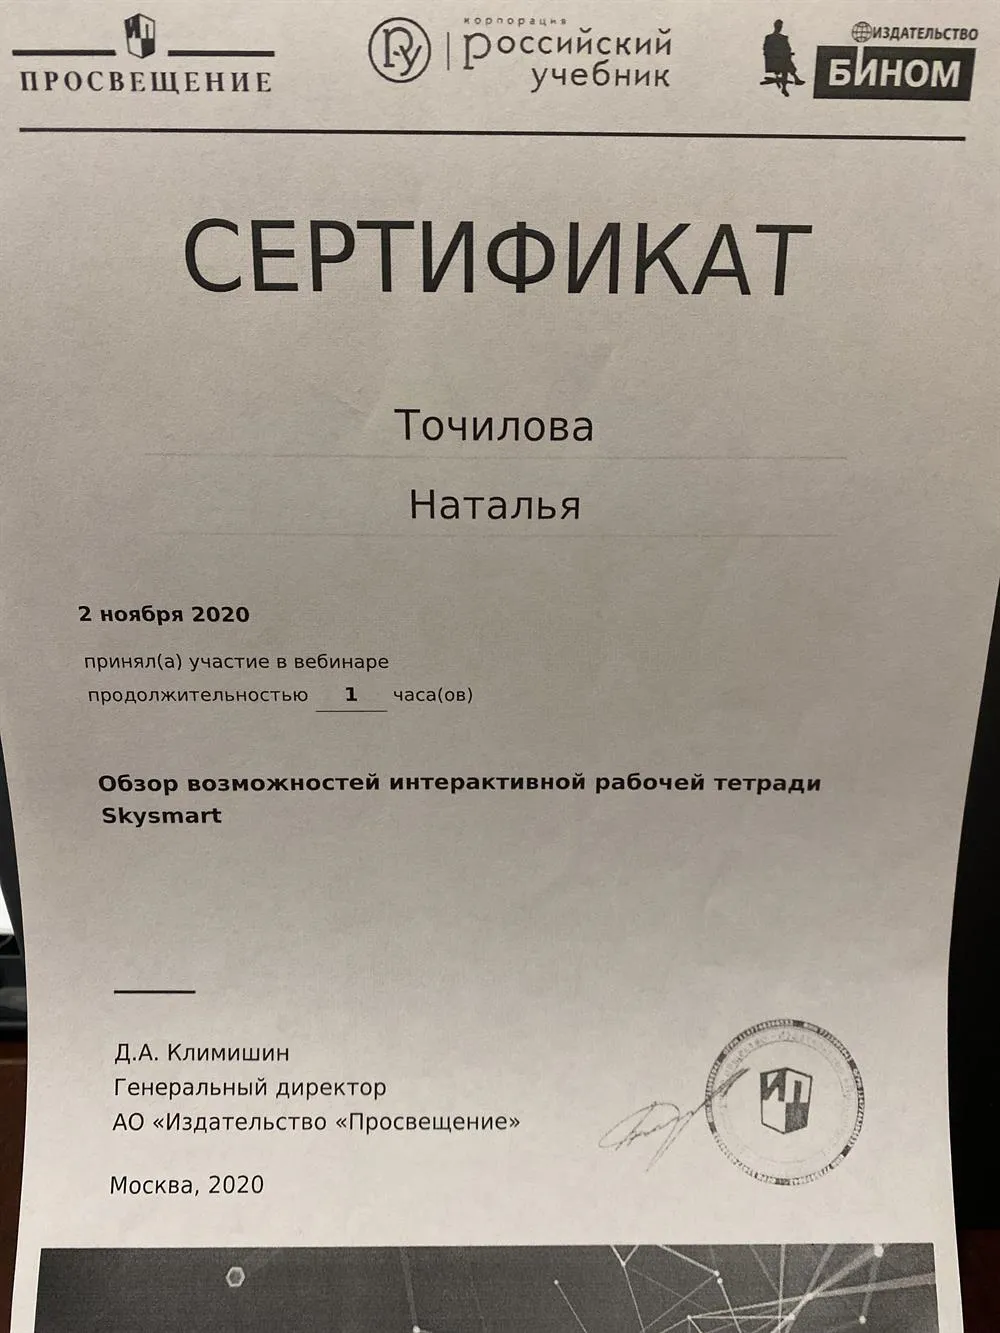 ПРОСВЕЩЕНИЕ
корпорация
российский
учебник
ИЗДАТЕЛЬСТВО
БИНОМ
СЕРТИФИКАТ
Точилова
Наталья
2 ноября 2020
принял(а) участие в вебинаре
продолжительностью 1 часа(ов)
Обзор возможностей интерактивной рабочей тетради
Skysmart
Д.А. Климишин
Генеральный директор
АО «Издательство «Просвещение»
Москва, 2020